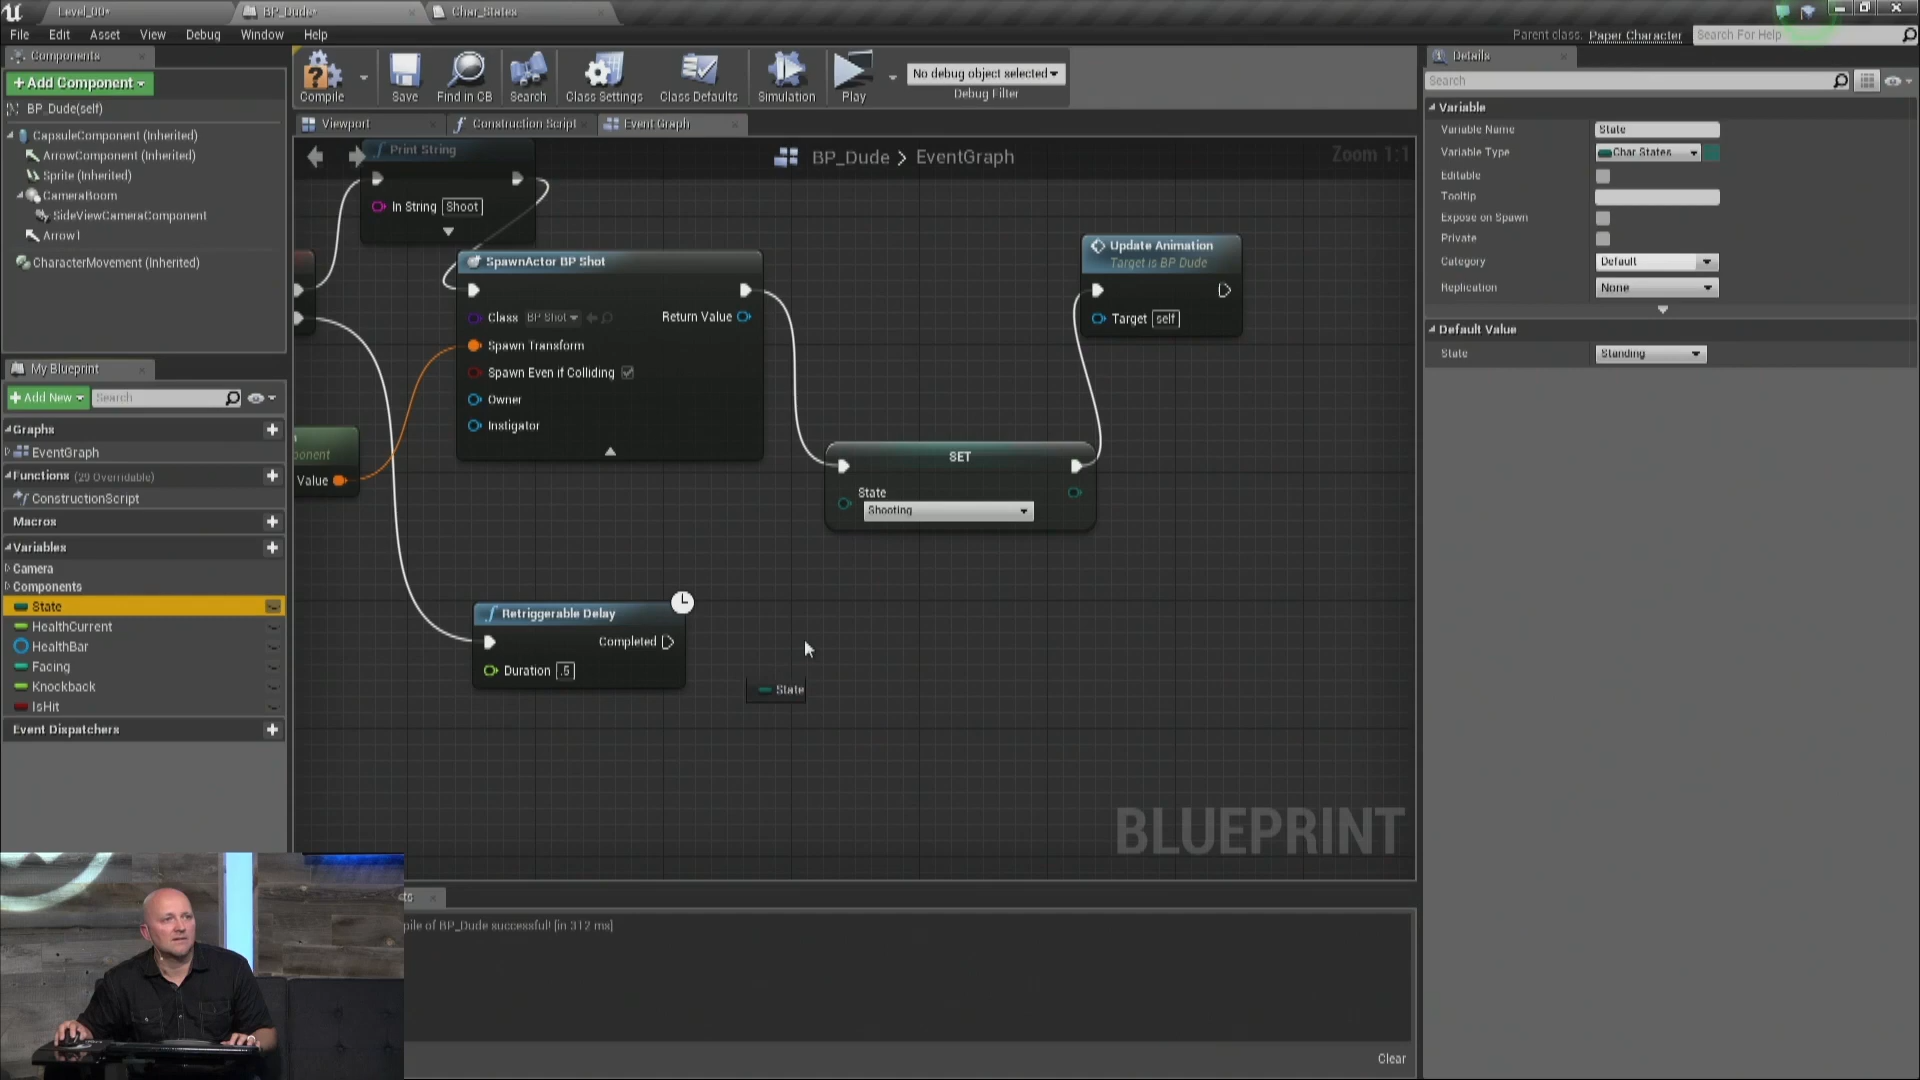 Level_00*
BP_Dude*
Char_States
File Edit Asset View Debug Window Help
Parent class: Paper Character
Search For Help
Components
+Add Component
BP_Dude(self)
CapsuleComponent (Inherited)
ArrowComponent (Inherited)
Sprite (Inherited)
CameraBoom
SideViewCameraComponent
Arrow1
CharacterMovement (Inherited)
My Blueprint
+Add New
Search
Graphs
EventGraph
Functions (29 Overridable)
ConstructionScript
Macros
Variables
Camera
Components
State
HealthCurrent
HealthBar
Facing
Knockback
IsHit
Event Dispatchers
Compile
Save
Find in CB
Search
Class Settings
Class Defaults
Simulation
Play
No debug object selected
Debug Filter
Viewport
Construction Script
Event Graph
BP_Dude > EventGraph
Zoom 1:1
Print String
In String Shoot
SpawnActor BP Shot
Class BP Shot
Return Value
Spawn Transform
Spawn Even if Colliding
Owner
Instigator
ponent
Value
Update Animation
Target is BP Dude
Target self
SET
State
Shooting
Retriggerable Delay
Completed
Duration .5
State
BLUEPRINT
pile of BP_Dude successful! [in 312 ms]
Clear
Details
Search
Variable
Variable Name State
Variable Type Char States
Editable
Tooltip
Expose on Spawn
Private
Category Default
Replication None
Default Value
State Standing